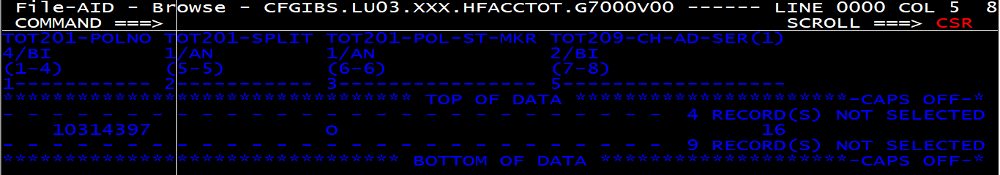 File-AID - Browse - CFGIBS.LU03.XXX.HFACCTOT.G7000V00 ------ LINE 0000 COL 5  8
COMMAND ===> SCROLL ===> CSR
TOT201-POLNO TOT201-SPLIT TOT201-POL-ST-MKR TOT209-CH-AD-SER(1)
4/BI 1/AN 1/AN 2/BI
(1-4) (5-5) (6-6) (7-8)
1----------- 2----------- 3---------------- 5------------------
********************************* TOP OF DATA **********************-CAPS OFF-*
- - - - - - - - - - - - - - - - - - - - - - - - - - - 4 RECORD(S) NOT SELECTED
10314397 O 16
- - - - - - - - - - - - - - - - - - - - - - - - - - - 9 RECORD(S) NOT SELECTED
******************************** BOTTOM OF DATA ********************-CAPS OFF-*